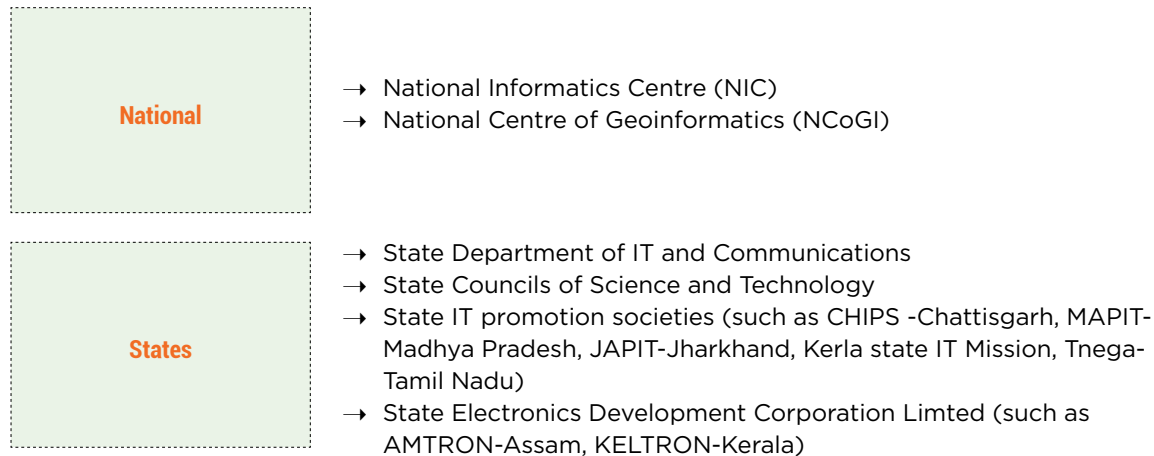 National
→ National Informatics Centre (NIC)
→ National Centre of Geoinformatics (NCoGI)
States
→ State Department of IT and Communications
→ State Councils of Science and Technology
→ State IT promotion societies (such as CHIPS -Chattisgarh, MAPIT-
Madhya Pradesh, JAPIT-Jharkhand, Kerla state IT Mission, Tnega-
Tamil Nadu)
→ State Electronics Development Corporation Limted (such as
AMTRON-Assam, KELTRON-Kerala)